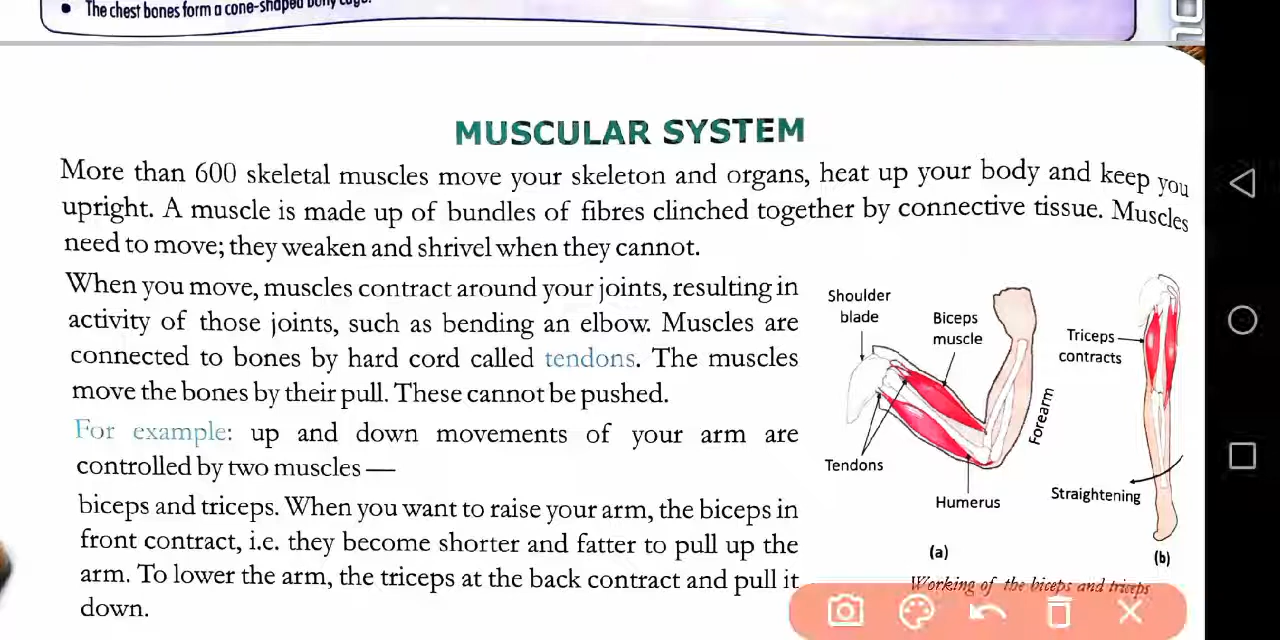 The chest bones form a cone-shaped bony cage.
MUSCULAR SYSTEM
More than 600 skeletal muscles move your skeleton and organs, heat up your body and keep you
upright. A muscle is made up of bundles of fibres clinched together by connective tissue. Muscles
need to move; they weaken and shrivel when they cannot.
When you move, muscles contract around your joints, resulting in
activity of those joints, such as bending an elbow. Muscles are
connected to bones by hard cord called tendons. The muscles
move the bones by their pull. These cannot be pushed.
For example: up and down movements of your arm are
controlled by two muscles —
biceps and triceps. When you want to raise your arm, the biceps in
front contract, i.e. they become shorter and fatter to pull up the
arm. To lower the arm, the triceps at the back contract and pull it
down.
Shoulder
blade
Biceps
muscle
Forearm
Tendons
Humerus
(a)
Triceps
contracts
Straightening
(b)
Working of the biceps and triceps